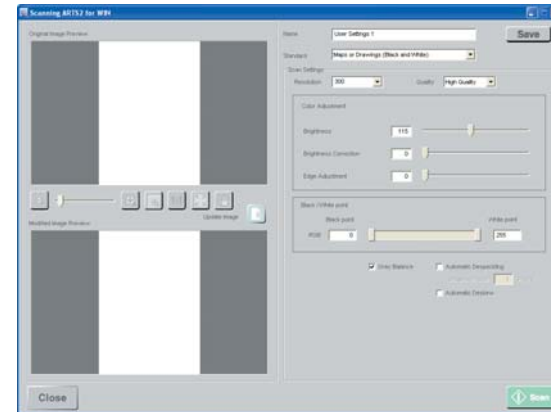 Scanning ARTS2 for WIN
Original Image Preview
Name User Settings 1 Save
Standard Maps or Drawings (Black and White)
Scan Settings
Resolution 300 Quality High Quality
Color Adjustment
Brightness 115
Brightness Correction 0
Edge Adjustment 0
Update Image
Modified Image Preview
Black /White point
Black point White point
RGB 0 255
Grey Balance Automatic Despeckling
Automatic Deskew
Close Scan